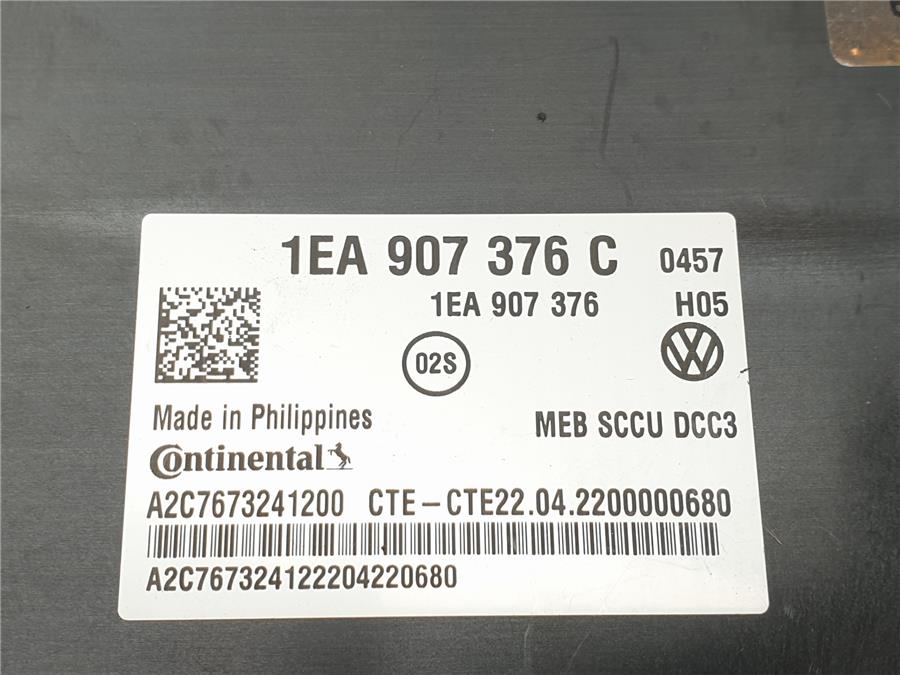 1EA 907 376 C 0457
1EA 907 376 H05
02S
Made in Philippines
MEB SCCU DCC3
Continental
A2C7673241200 CTE-CTE22.04.2200000680
A2C767324122204220680